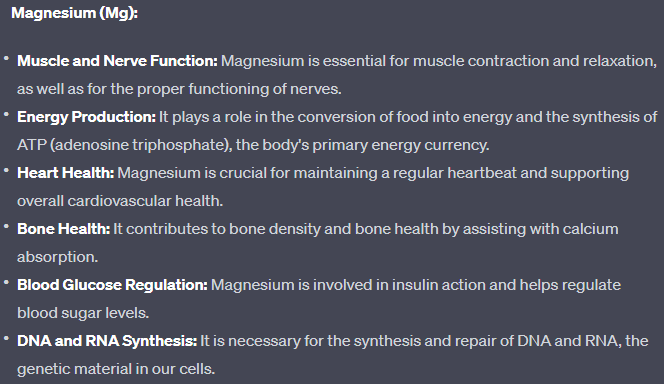 Magnesium (Mg):
• Muscle and Nerve Function: Magnesium is essential for muscle contraction and relaxation,
as well as for the proper functioning of nerves.
• Energy Production: It plays a role in the conversion of food into energy and the synthesis of
ATP (adenosine triphosphate), the body's primary energy currency.
• Heart Health: Magnesium is crucial for maintaining a regular heartbeat and supporting
overall cardiovascular health.
• Bone Health: It contributes to bone density and bone health by assisting with calcium
absorption.
• Blood Glucose Regulation: Magnesium is involved in insulin action and helps regulate
blood sugar levels.
• DNA and RNA Synthesis: It is necessary for the synthesis and repair of DNA and RNA, the
genetic material in our cells.